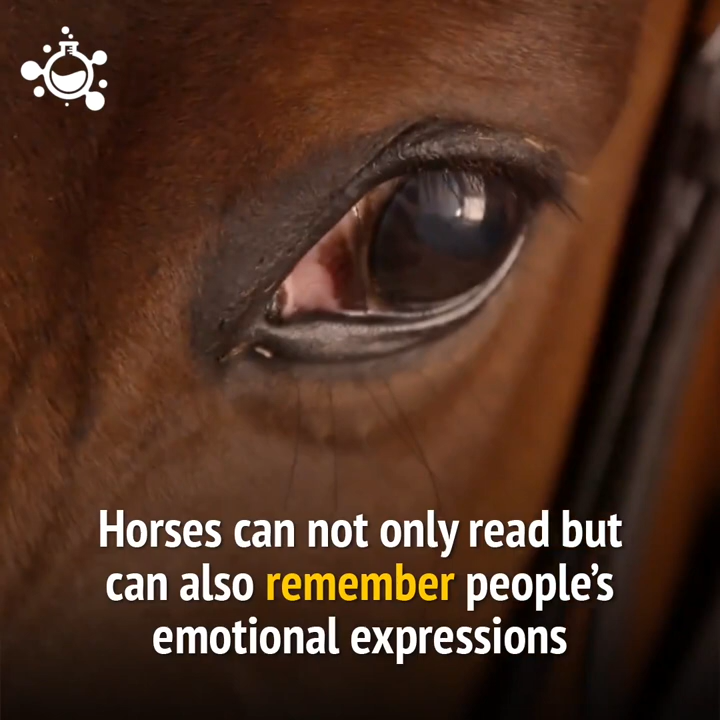 Horses can not only read but
can also remember people’s
emotional expressions